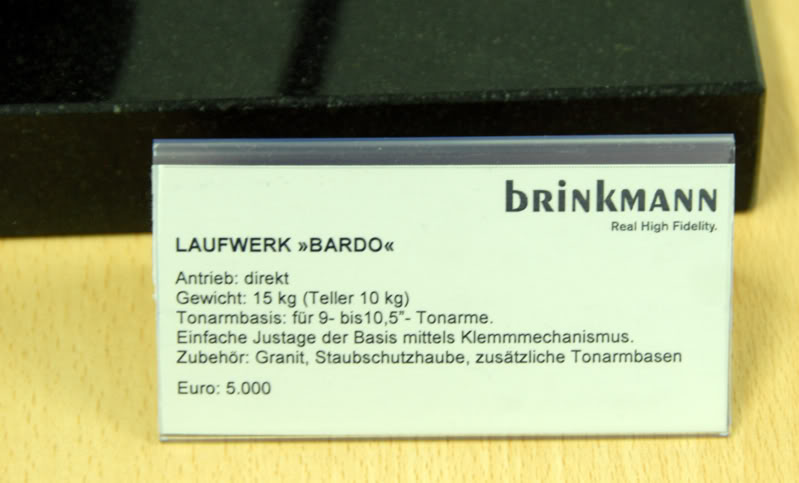 brinkmann
Real High Fidelity.
LAUFWERK »BARDO«
Antrieb: direkt
Gewicht: 15 kg (Teller 10 kg)
Tonarmbasis: für 9- bis10,5”- Tonarme.
Einfache Justage der Basis mittels Klemmmechanismus.
Zubehör: Granit, Staubschutzhaube, zusätzliche Tonarmbasen
Euro: 5.000